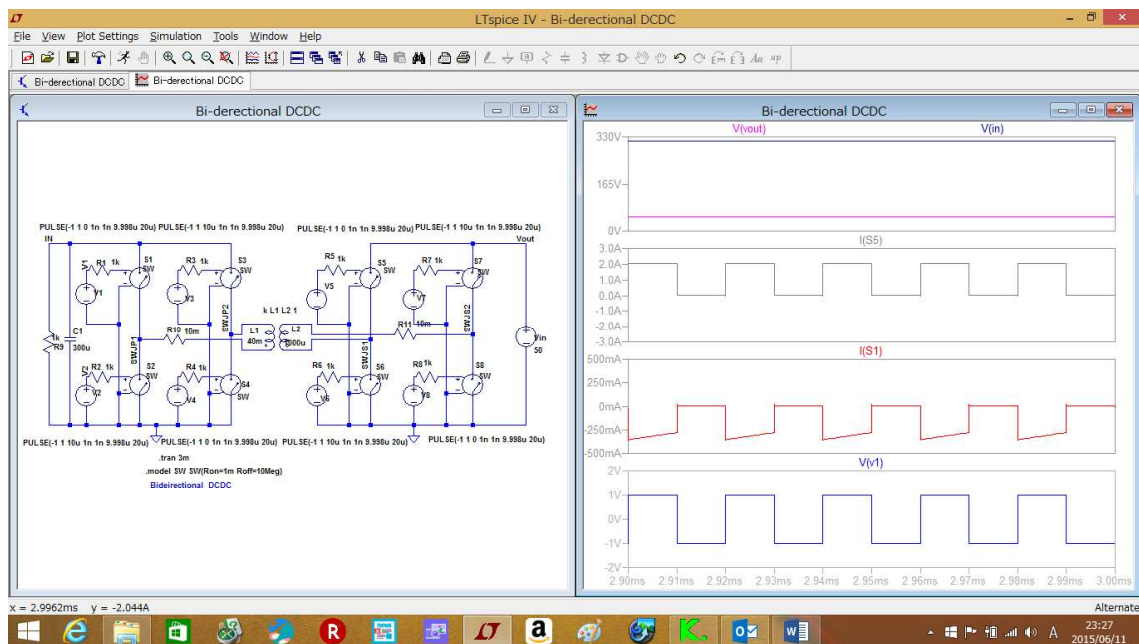 LTspice IV - Bi-derectional DCDC
File View Plot Settings Simulation Tools Window Help
Bi-derectional DCDC Bi-derectional DCDC
Bi-derectional DCDC
PULSE(-1 1 0 1n 1n 9.998u 20u) PULSE(-1 1 10u 1n 1n 9.998u 20u) PULSE(-1 1 0 1n 1n 9.998u 20u) PULSE(-1 1 10u 1n 1n 9.998u 20u)
IN Vout
V1 R1 1k S1 SW R3 1k S3 SW R5 1k S5 SW R7 1k S7 SW
V1 V3 V5 V7
k L1 L2 1
SWJP1 SWJP2 SWJS1 SWJS2
R10 10m L1 40m L2 R11 10m
1k R9 C1 300u Vin 50
V2 R2 1k S2 SW R4 1k S4 SW R6 1k S6 SW R8 1k S8 SW
V2 V4 V6 V8
PULSE(-1 1 10u 1n 1n 9.998u 20u) PULSE(-1 1 0 1n 1n 9.998u 20u) PULSE(-1 1 10u 1n 1n 9.998u 20u) PULSE(-1 1 0 1n 1n 9.998u 20u)
.tran 3m
.model SW SW(Ron=1m Roff=10Meg)
Bideirectional DCDC
Bi-derectional DCDC
V(vout) V(in)
330V
165V
0V
I(S5)
3.0A
2.0A
1.0A
0.0A
-1.0A
-2.0A
-3.0A
I(S1)
500mA
250mA
0mA
-250mA
-500mA
V(v1)
2V
1V
0V
-1V
-2V
2.90ms 2.91ms 2.92ms 2.93ms 2.94ms 2.95ms 2.96ms 2.97ms 2.98ms 2.99ms 3.00ms
x = 2.9962ms y = -2.044A Alternate
A 23:27
2015/06/11